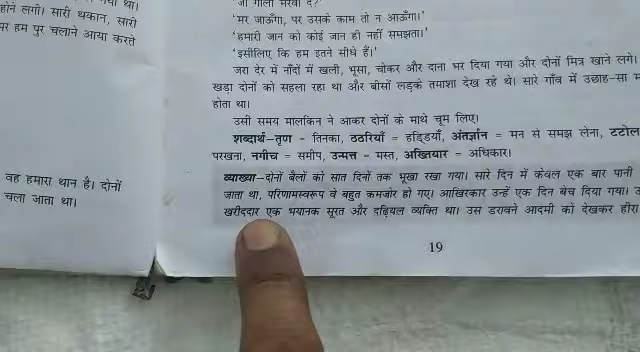 होने लगी। सारी थकान, सारी
पर हम पुर चलाने आया करते
वह हमारा थान है। दोनों
चला जाता था।
'मर जाऊँगा, पर उसके काम तो न आऊँगा।'
'हमारी जान को कोई जान ही नहीं समझता।'
'इसीलिए कि हम इतने सीधे हैं।'
जरा देर में नाँदों में खली, भूसा, चोकर और दाना भर दिया गया और दोनों मित्र खाने लगे।
खड़ा दोनों को सहला रहा था और बीसों लड़के तमाशा देख रहे थे। सारे गाँव में उछाह-सा
होता था।
उसी समय मालकिन ने आकर दोनों के माथे चूम लिए।
शब्दार्थ–तृण - तिनका, ठठरियाँ = हड्डियाँ, अंतर्ज्ञान = मन से समझ लेना, टटोल
परखना, नगीच = समीप, उन्मत्त - मस्त, अख्तियार = अधिकार।
व्याख्या–दोनों बैलों को सात दिनों तक भूखा रखा गया। सारे दिन में केवल एक बार पानी
जाता था, परिणामस्वरूप वे बहुत कमजोर हो गए। आखिरकार उन्हें एक दिन बेच दिया गया।
खरीददार एक भयानक सूरत और दढ़ियल व्यक्ति था। उस डरावने आदमी को देखकर हीरा
19